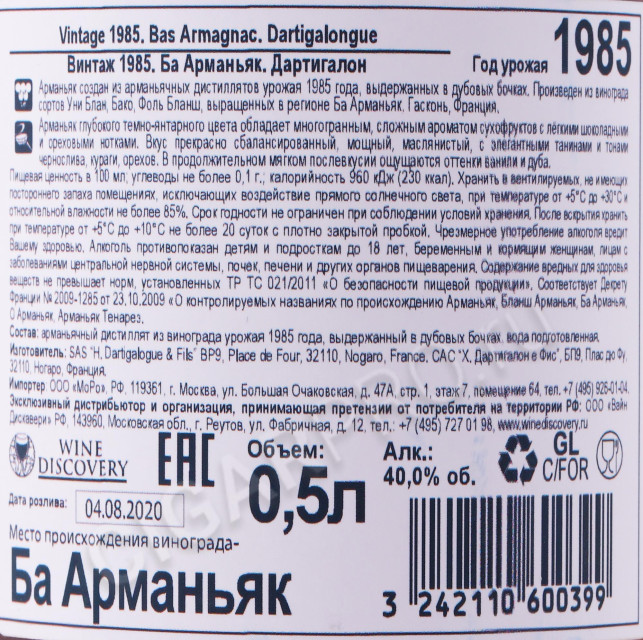 Vintage 1985. Bas Armagnac. Dartigalongue
Винтаж 1985. Ба Арманьяк. Дартигалон
Год урожая 1985
Арманьяк создан из арманьячных дистиллятов урожая 1985 года, выдержанных в дубовых бочках. Произведен из винограда
сортов Уни Блан, Бако, Фоль Бланш, выращенных в регионе Ба Арманьяк. Гасконь, Франция.
Арманьяк глубокого темно-янтарного цвета обладает многогранным, сложным ароматом сухофруктов с лёгкими шоколадными
и ореховыми нотками. Вкус прекрасно сбалансированный, мощный, маслянистый, с элегантными танинами и тонами
чернослива, кураги, орехов. В продолжительном мягком послевкусии ощущаются оттенки ванили и дуба.
Пищевая ценность в 100 мл: углеводы не более 0,1 г.; калорийность 960 кДж (230 ккал). Хранить в вентилируемых, не имеющих
постороннего запаха помещениях, исключающих воздействие прямого солнечного света, при температуре от +5°С до +30°С и
относительной влажности не более 85%. Срок годности не ограничен при соблюдении условий хранения. После вскрытия хранить
при температуре от +5°С до +10°С не более 20 суток с плотно закрытой пробкой. Чрезмерное употребление алкоголя вредит
Вашему здоровью. Алкоголь противопоказан детям и подросткам до 18 лет, беременным и кормящим женщинам, лицам с
заболеваниями центральной нервной системы, почек, печени и других органов пищеварения. Содержание вредных для здоровья
веществ не превышает норм, установленных ТР ТС 021/2011 «О безопасности пищевой продукции». Соответствует Декрету
Франции № 2009-1285 от 23.10.2009 «О контролируемых названиях по происхождению Арманьяк, Бланш Арманьяк, Ба Арманьяк,
О Арманьяк, Арманьяк Тенарез.
Состав: арманьячный дистиллят из винограда урожая 1985 года, выдержанный в дубовых бочках, вода подготовленная.
Изготовитель: SAS "H. Dartigalogue & Fils" BP9, Place de Four, 32110, Nogaro, France. САС "Х. Дартигалон е Фис", БП9, Плас дю Фу,
32110, Ногаро, Франция.
Импортер ООО «МоРо», РФ, 119361, г. Москва, ул. Большая Очаковская, д. 47А, стр. 1, этаж 7, помещение 64, тел. +7 (495) 926-01-04.
Эксклюзивный дистрибьютор и организация, принимающая претензии от потребителя на территории РФ: ООО «Вайн
Дискавери» РФ, 143960, Московская обл., г. Реутов, ул. Фабричная, д. 12, тел.: +7 (495) 727 01 98, www.winediscovery.ru
WINE
DISCOVERY
EAC
Объем:
0,5л
Алк.:
40,0% об.
GL
C/FOR
Дата розлива: 04.08.2020
Место происхождения винограда-
Ба Арманьяк
3 242110 600399